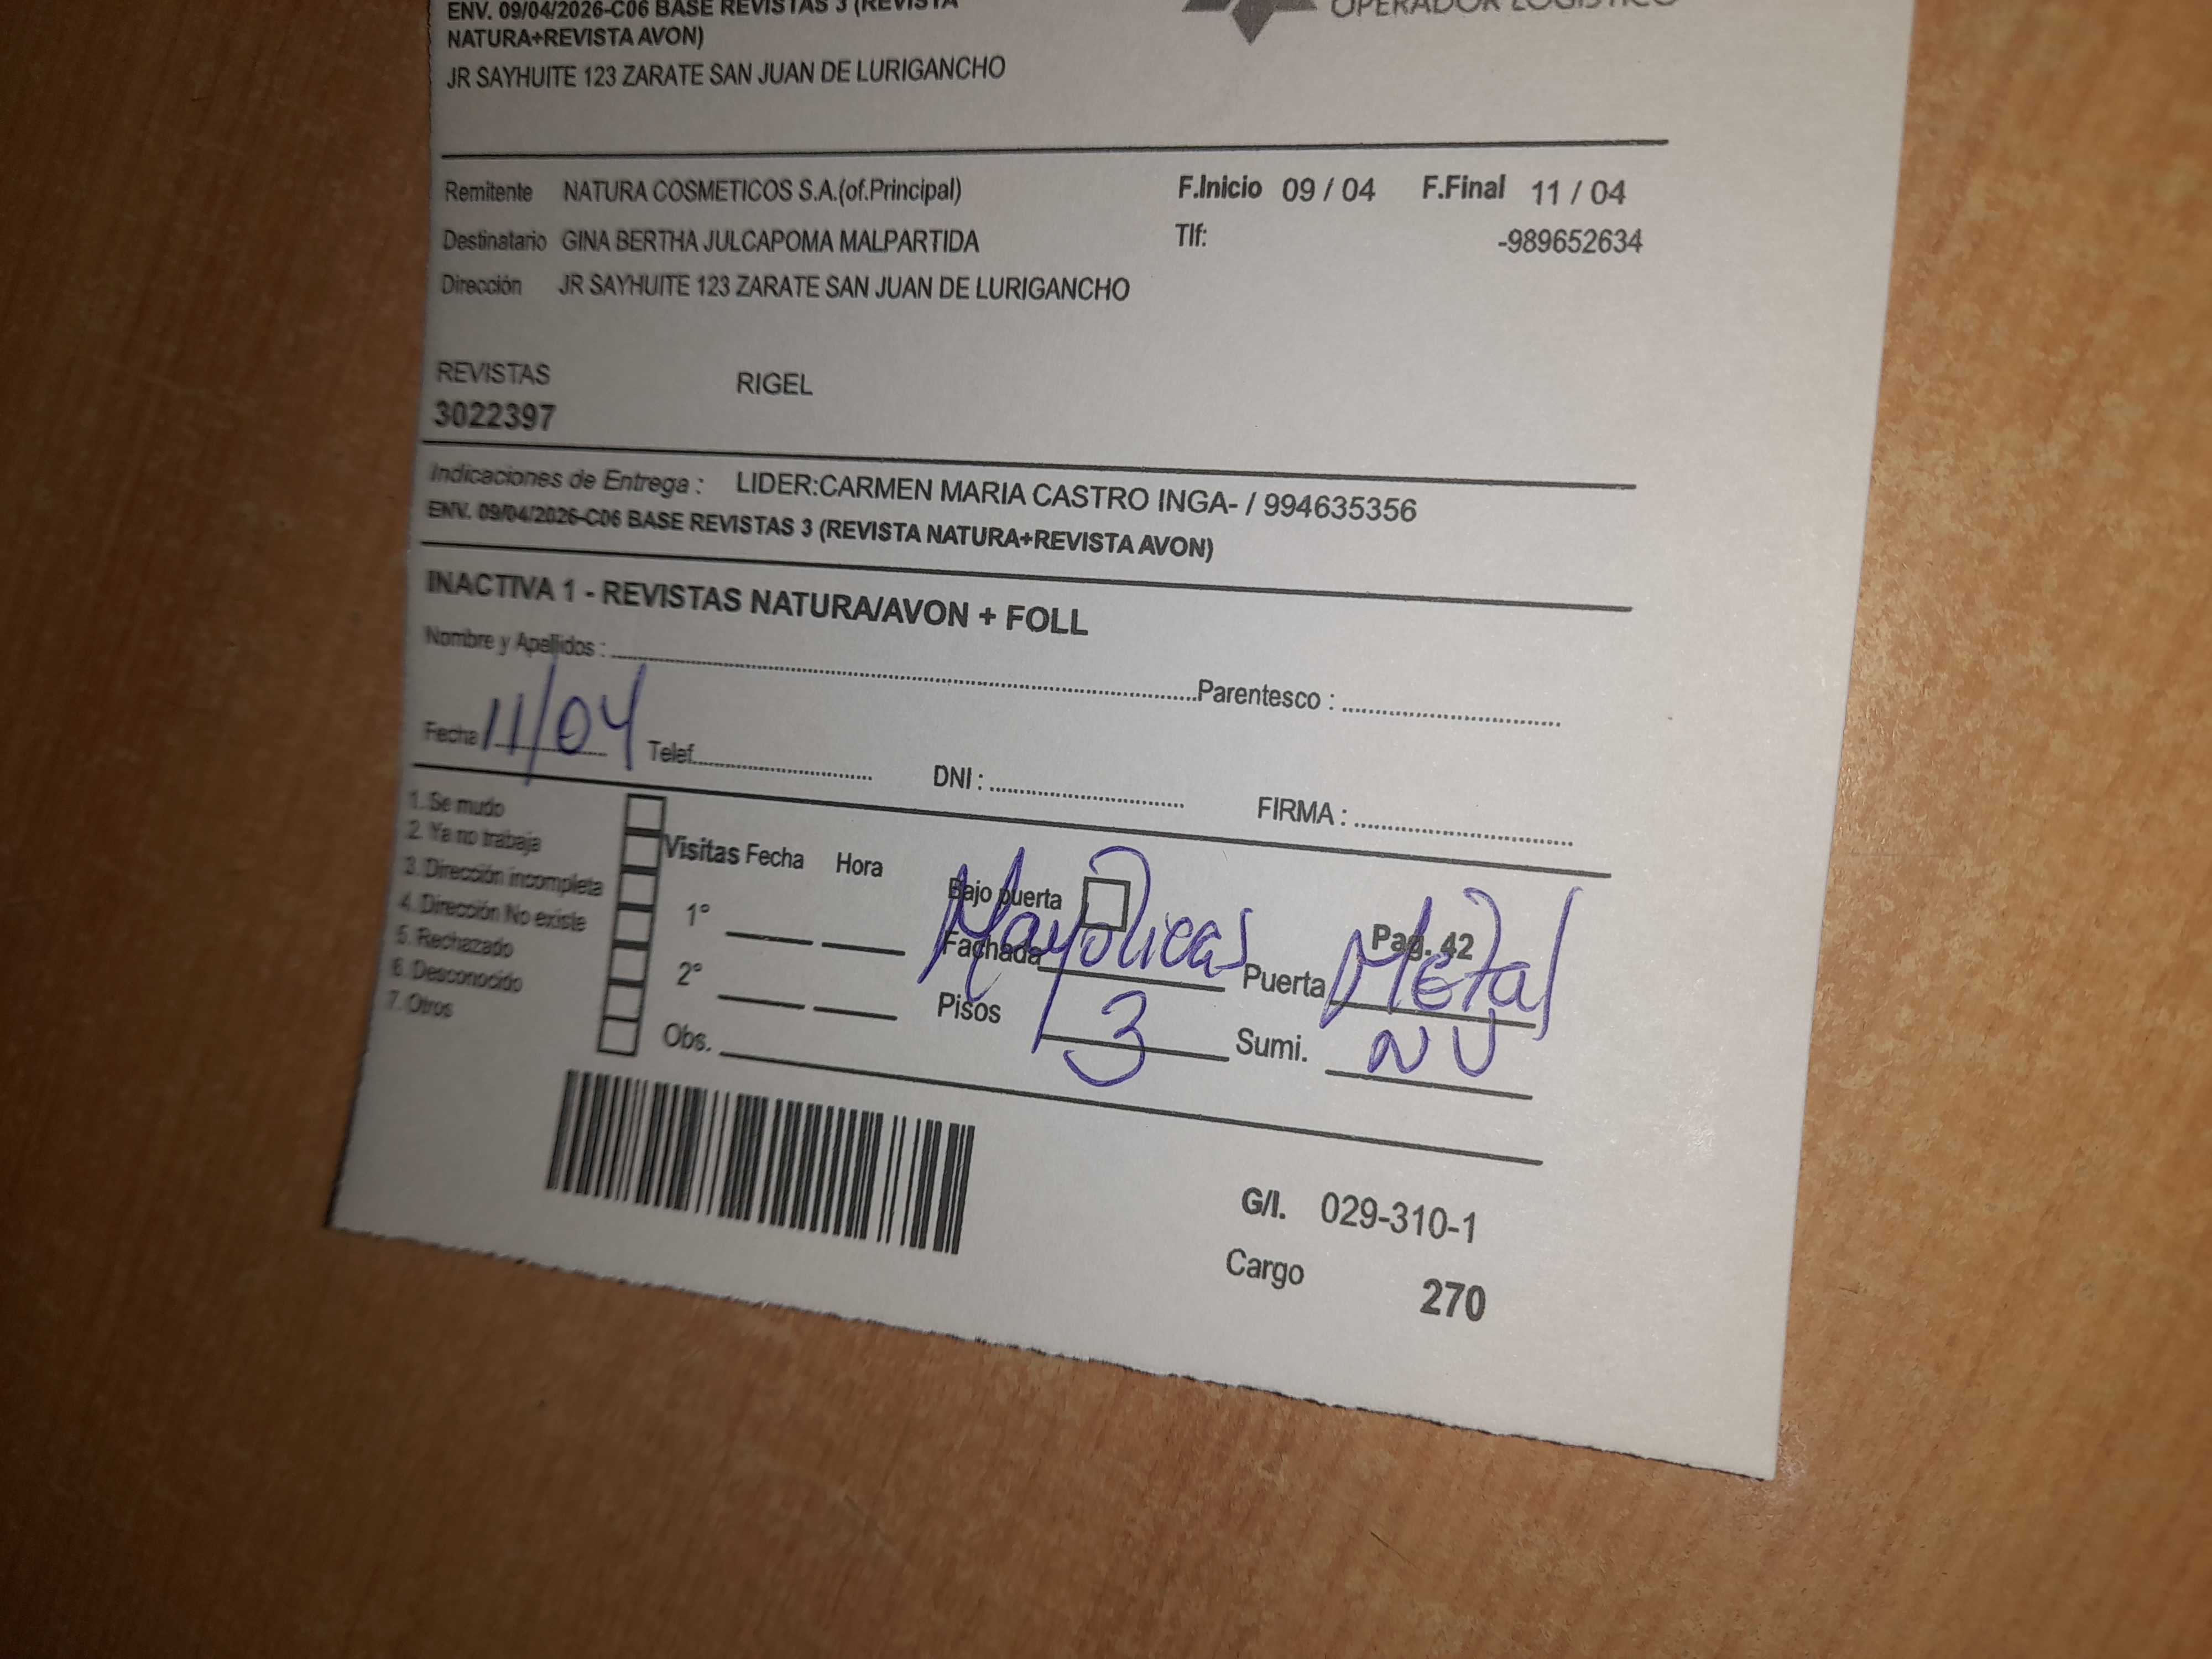 ENV. 09/04/2026-C06 BASE REVISTAS 3 (REVISTA
NATURA+REVISTA AVON)
JR SAYHUITE 123 ZARATE SAN JUAN DE LURIGANCHO
OPERADOR LOGISTICO
Remitente NATURA COSMETICOS S.A.(of.Principal) F.Inicio 09 / 04 F.Final 11 / 04
Destinatario GINA BERTHA JULCAPOMA MALPARTIDA Tlf: -989652634
Dirección JR SAYHUITE 123 ZARATE SAN JUAN DE LURIGANCHO
REVISTAS RIGEL
3022397
Indicaciones de Entrega : LIDER:CARMEN MARIA CASTRO INGA- / 994635356
ENV. 09/04/2026-C06 BASE REVISTAS 3 (REVISTA NATURA+REVISTA AVON)
INACTIVA 1 - REVISTAS NATURA/AVON + FOLL
Nombre y Apellidos : Parentesco :
Fecha 11/04 Telef. DNI : FIRMA :
1. Se mudo
2. Ya no trabaja
3. Dirección incompleta
4. Dirección No existe
5. Rechazado
6. Desconocido
7. Otros
Visitas Fecha Hora
1°
2°
Obs.
Bajo puerta Pag. 42
Fachada Mayolicas Puerta Metal
Pisos 3 Sumi. NU
G/I. 029-310-1
Cargo 270